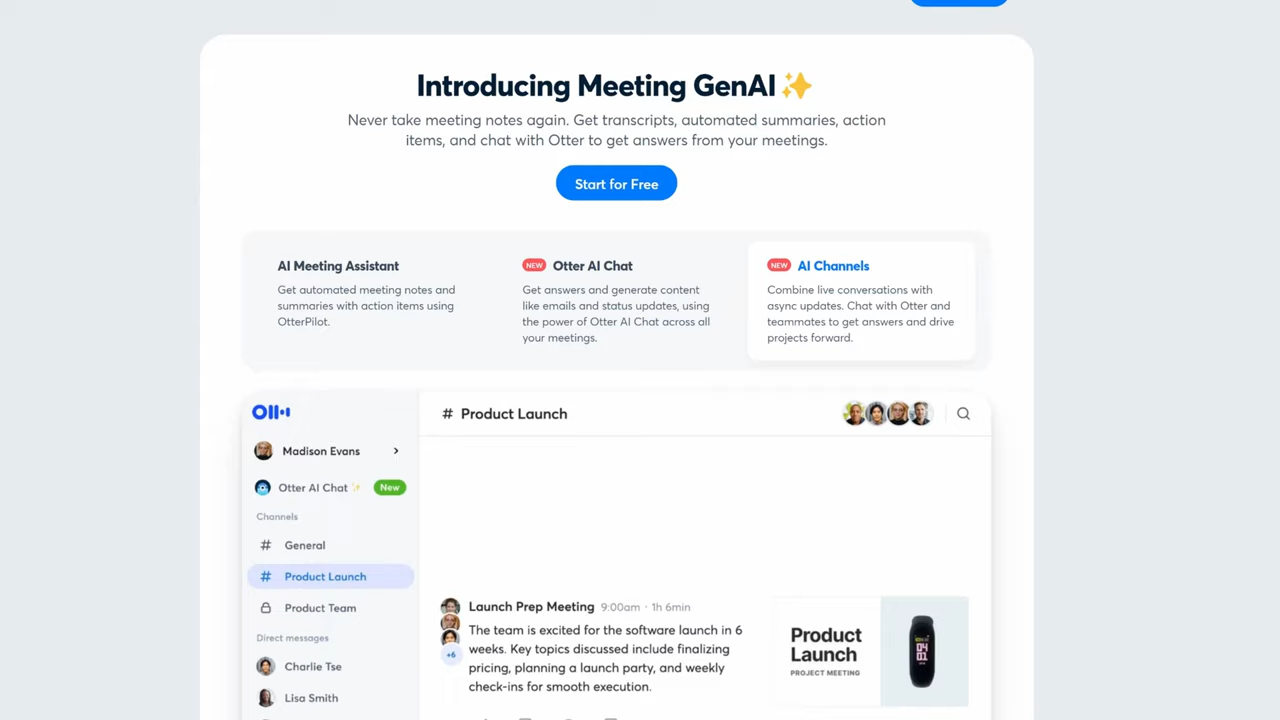 Introducing Meeting GenAI✨
Never take meeting notes again. Get transcripts, automated summaries, action
items, and chat with Otter to get answers from your meetings.
Start for Free
AI Meeting Assistant
Get automated meeting notes and
summaries with action items using
OtterPilot.
NEW Otter AI Chat
Get answers and generate content
like emails and status updates, using
the power of Otter AI Chat across all
your meetings.
NEW AI Channels
Combine live conversations with
async updates. Chat with Otter and
teammates to get answers and drive
projects forward.
Madison Evans
Otter AI Chat✨ New
Channels
# General
# Product Launch
Product Team
Direct messages
Charlie Tse
Lisa Smith
# Product Launch
Launch Prep Meeting 9:00am · 1h 6min
+6
The team is excited for the software launch in 6
weeks. Key topics discussed include finalizing
pricing, planning a launch party, and weekly
check-ins for smooth execution.
Product
Launch
PROJECT MEETING
04
01